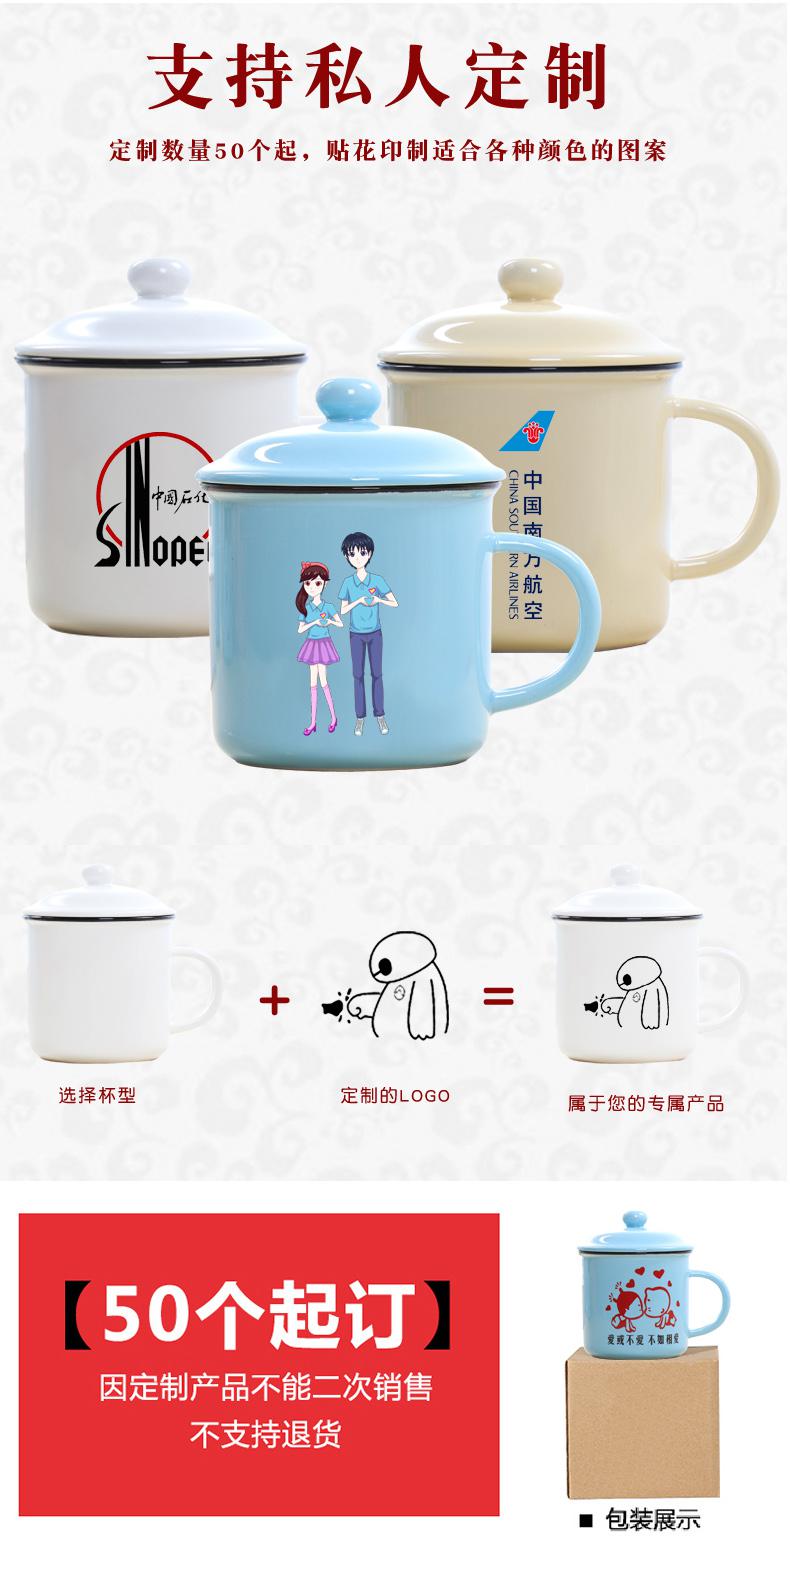 支持私人定制
定制数量50个起，贴花印制适合各种颜色的图案
中國石化
SINOPE
中国南方航空
CHINA SOU RN AIRLINES
+
=
选择杯型
定制的LOGO
属于您的专属产品
【50个起订】
因定制产品不能二次销售
不支持退货
爱或不爱 不如相爱
■ 包装展示